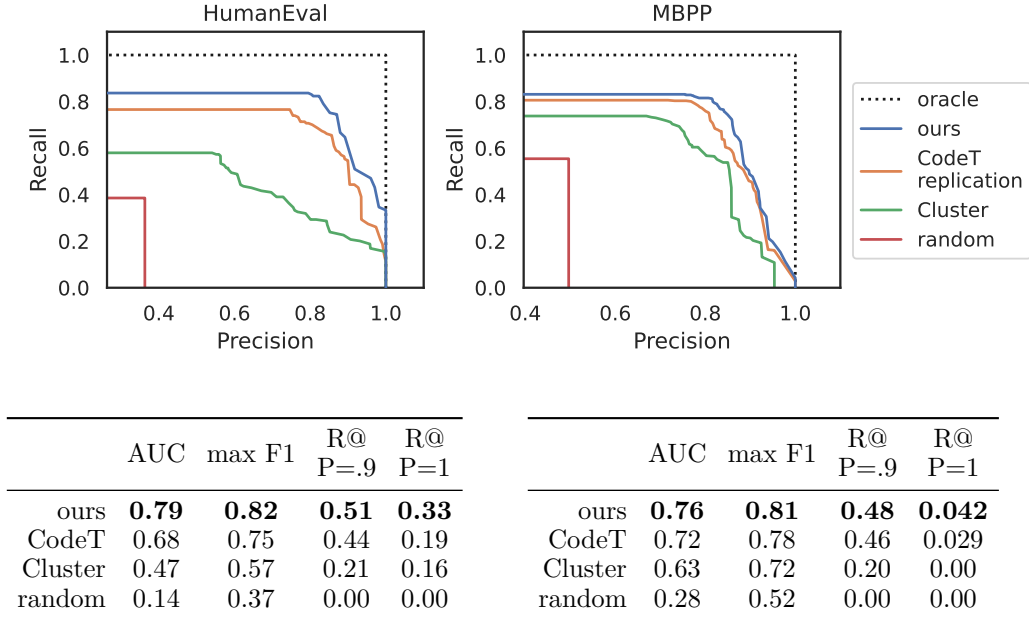 HumanEval
MBPP
Recall
1.0
0.8
0.6
0.4
0.2
0.0
0.4 0.6 0.8 1.0
Precision
Recall
1.0
0.8
0.6
0.4
0.2
0.0
0.4 0.6 0.8 1.0
Precision
oracle
ours
CodeT
replication
Cluster
random
AUC max F1 R@ P=.9 R@ P=1
ours 0.79 0.82 0.51 0.33
CodeT 0.68 0.75 0.44 0.19
Cluster 0.47 0.57 0.21 0.16
random 0.14 0.37 0.00 0.00
AUC max F1 R@ P=.9 R@ P=1
ours 0.76 0.81 0.48 0.042
CodeT 0.72 0.78 0.46 0.029
Cluster 0.63 0.72 0.20 0.00
random 0.28 0.52 0.00 0.00